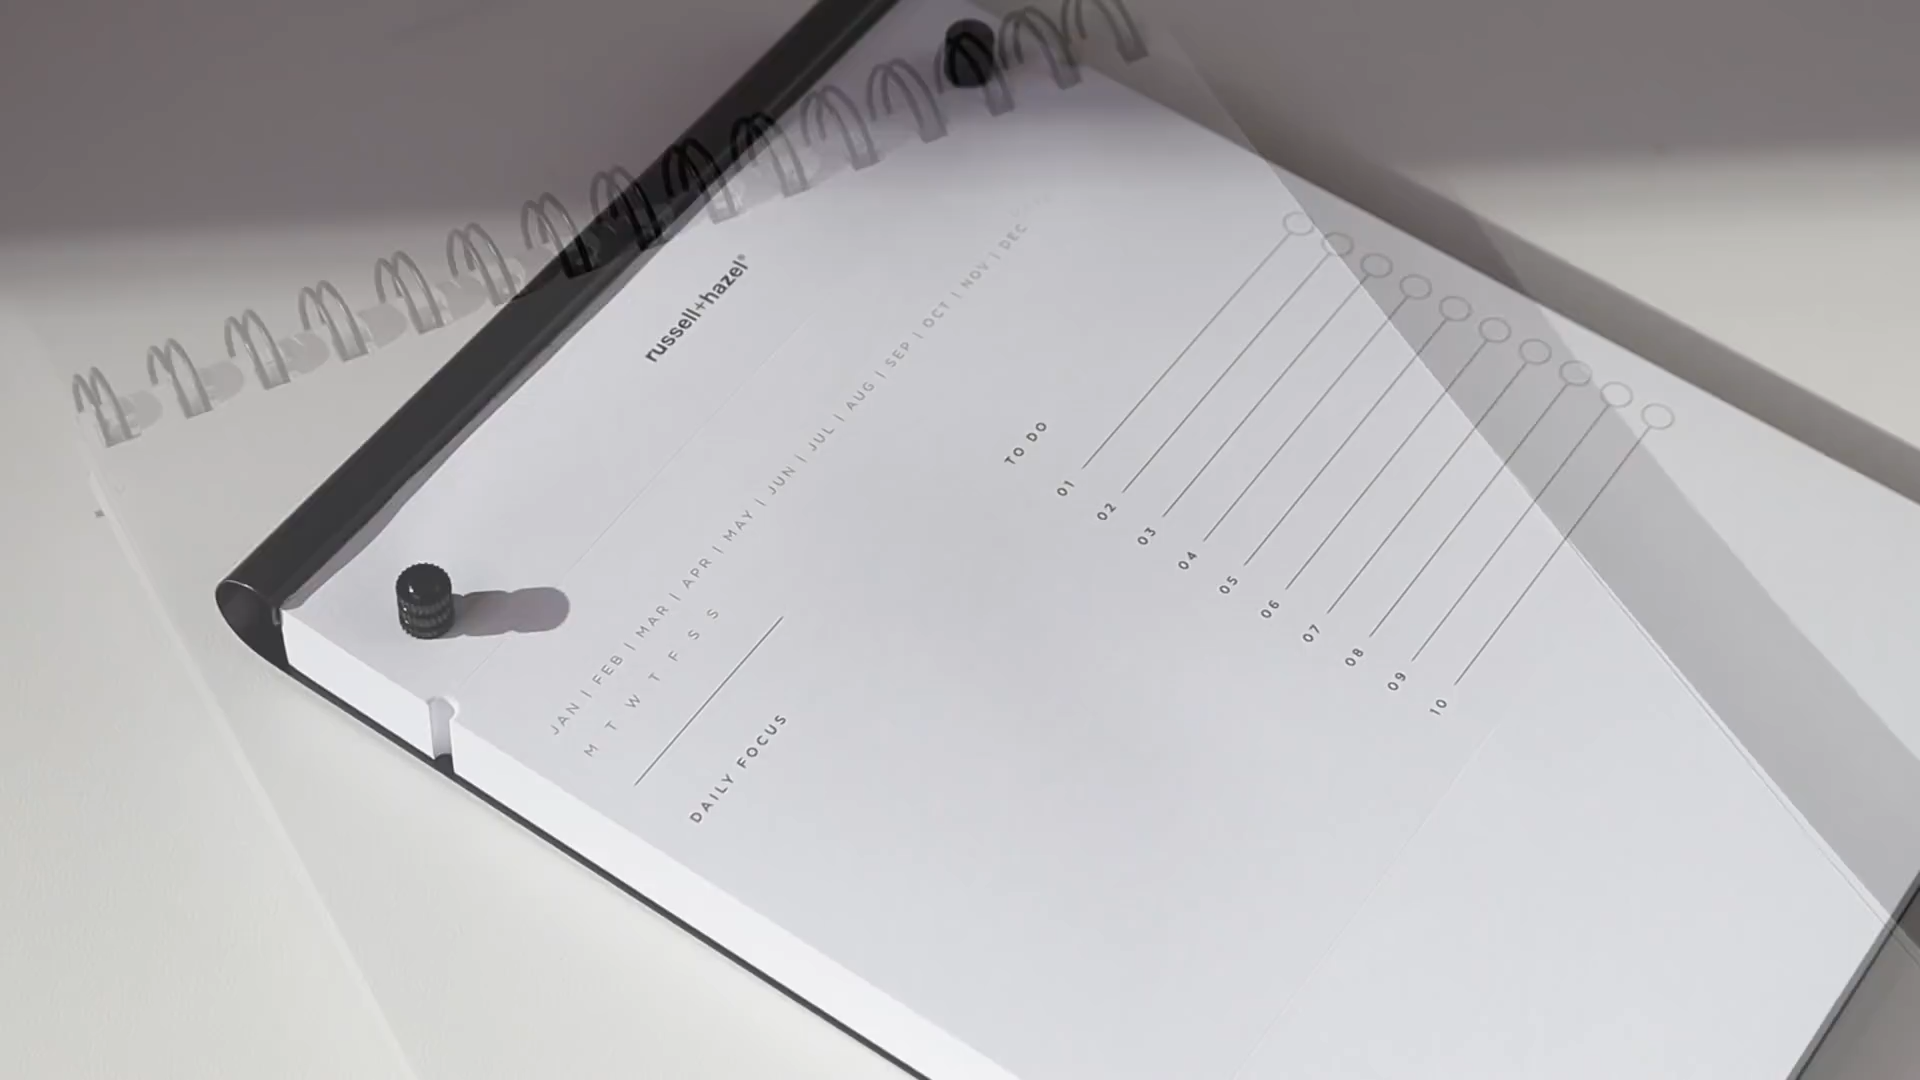 russell+hazel®
JAN | FEB | MAR | APR | MAY | JUN | JUL | AUG | SEP | OCT | NOV | DEC
M T W T F S S
DAILY FOCUS
TO DO
01
02
03
04
05
06
07
08
09
10